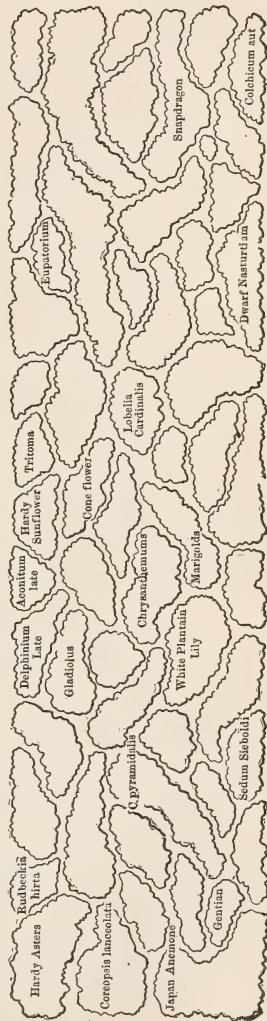 Hardy Asters
Rudbeckia
hirta
Delphinium
Late
Aconitum
late
Hardy
Sunflower
Tritoma
Eupatorium
Coreopsis lanceolata
Gladiolus
Cone flower
C. pyramidalis
Chrysanthemums
Lobelia
Cardinalis
Snapdragon
Japan Anemone
White Plantain
Lily
Marigolds
Gentian
Sedum Sieboldi
Dwarf Nasturtium
Colchicum aut